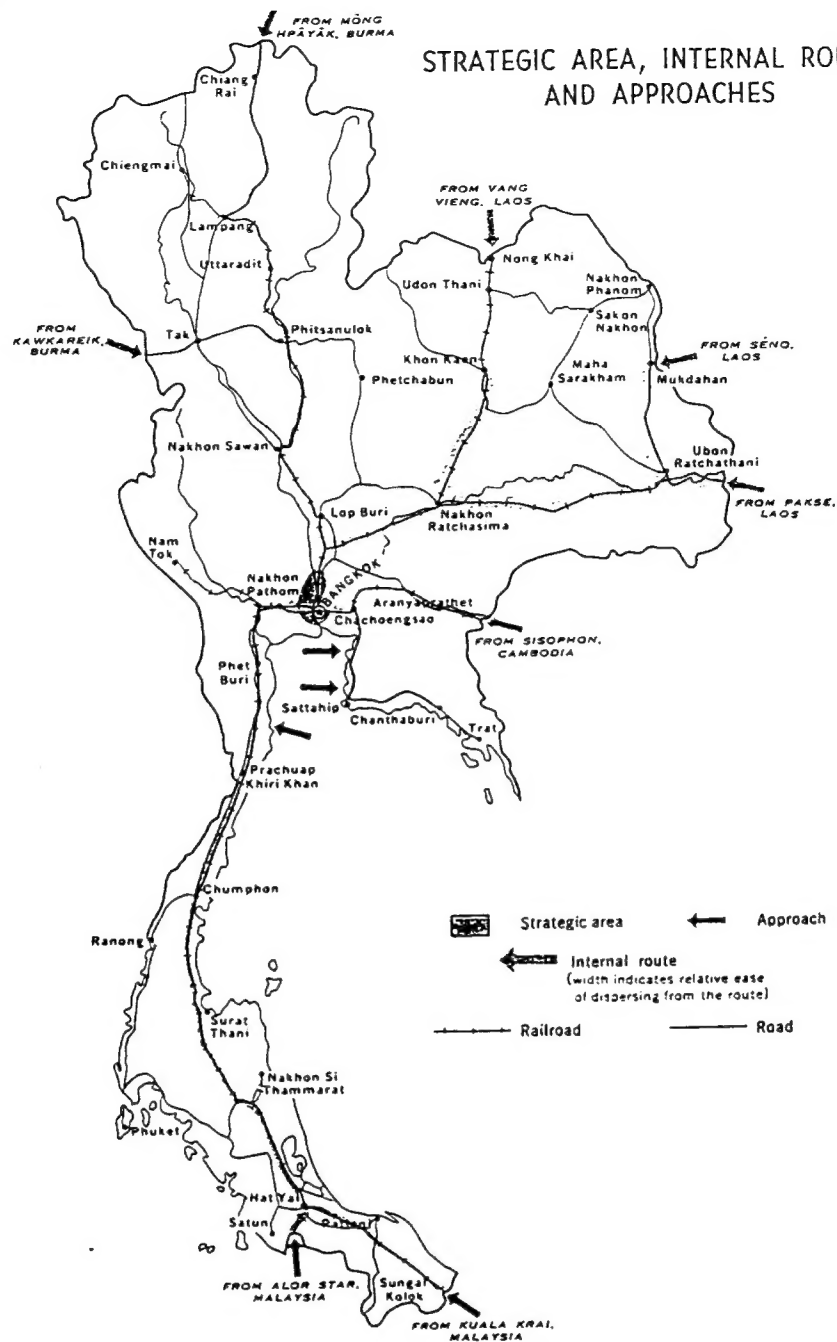 FROM MÖNG
HPĀYĀK, BURMA
STRATEGIC AREA, INTERNAL ROU
AND APPROACHES
Chiang
Rai
Chiengmai
FROM VANG
VIENG, LAOS
Lampang
Uttaradit
Nong Khai
Udon Thani
Nakhon
Phanom
Sakon
Nakhon
FROM
KAWKAREIK,
BURMA
Tak
Phitsanulok
Khon Kaen
Maha
Sarakham
FROM SÉNO,
LAOS
Mukdahan
Phetchabun
Nakhon Sawan
Ubon
Ratchathani
Lop Buri
Nakhon
Ratchasima
FROM PAKSE,
LAOS
Nam
Tok
Nakhon
Pathom
BANGKOK
Aranyaprathet
Chachoengsao
FROM SISOPHON,
CAMBODIA
Phet
Buri
Sattahip
Chanthaburi
Trat
Prachuap
Khiri Khan
Chumphon
Ranong
Strategic area
Approach
Internal route
(width indicates relative ease
of dispersing from the route)
Railroad
Road
Surat
Thani
Nakhon Si
Thammarat
Phuket
Hat Yai
Pattani
Satun
FROM ALOR STAR,
MALAYSIA
Sungai
Kolok
FROM KUALA KRAI,
MALAYSIA